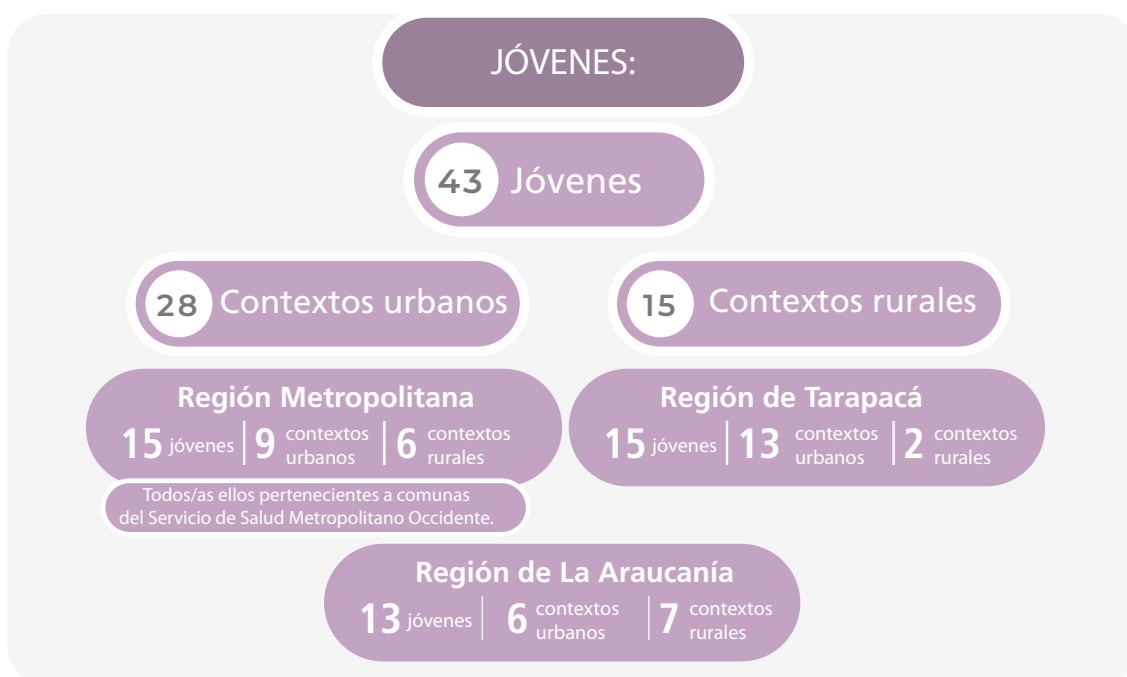 JÓVENES:
43 Jóvenes
28 Contextos urbanos
15 Contextos rurales
Región Metropolitana
15 jóvenes 9 contextos urbanos 6 contextos rurales
Todos/as ellos pertenecientes a comunas
del Servicio de Salud Metropolitano Occidente.
Región de Tarapacá
15 jóvenes 13 contextos urbanos 2 contextos rurales
Región de La Araucanía
13 jóvenes 6 contextos urbanos 7 contextos rurales